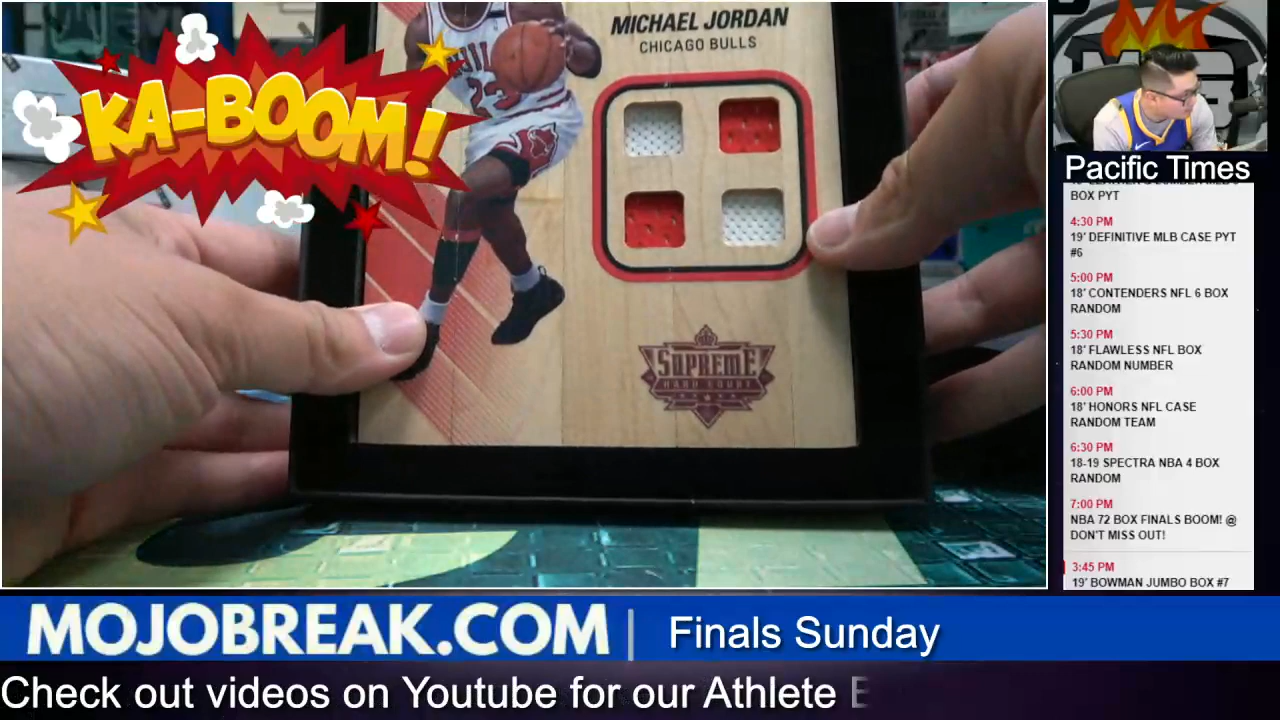 MICHAEL JORDAN
CHICAGO BULLS
KA-BOOM!
23
SUPREME
HARD COURT
Pacific Times
BOX PYT
4:30 PM
19' DEFINITIVE MLB CASE PYT
#6
5:00 PM
18' CONTENDERS NFL 6 BOX
RANDOM
5:30 PM
18' FLAWLESS NFL BOX
RANDOM NUMBER
6:00 PM
18' HONORS NFL CASE
RANDOM TEAM
6:30 PM
18-19 SPECTRA NBA 4 BOX
RANDOM
7:00 PM
NBA 72 BOX FINALS BOOM! @
DON'T MISS OUT!
3:45 PM
19' BOWMAN JUMBO BOX #7
MOJOBREAK.COM | Finals Sunday
Check out videos on Youtube for our Athlete